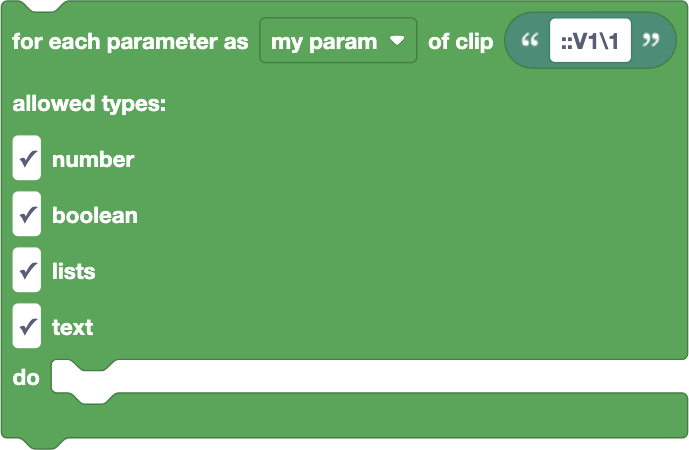 for each parameter as my param of clip “ ::V1\1 ”
allowed types:
✓ number
✓ boolean
✓ lists
✓ text
do